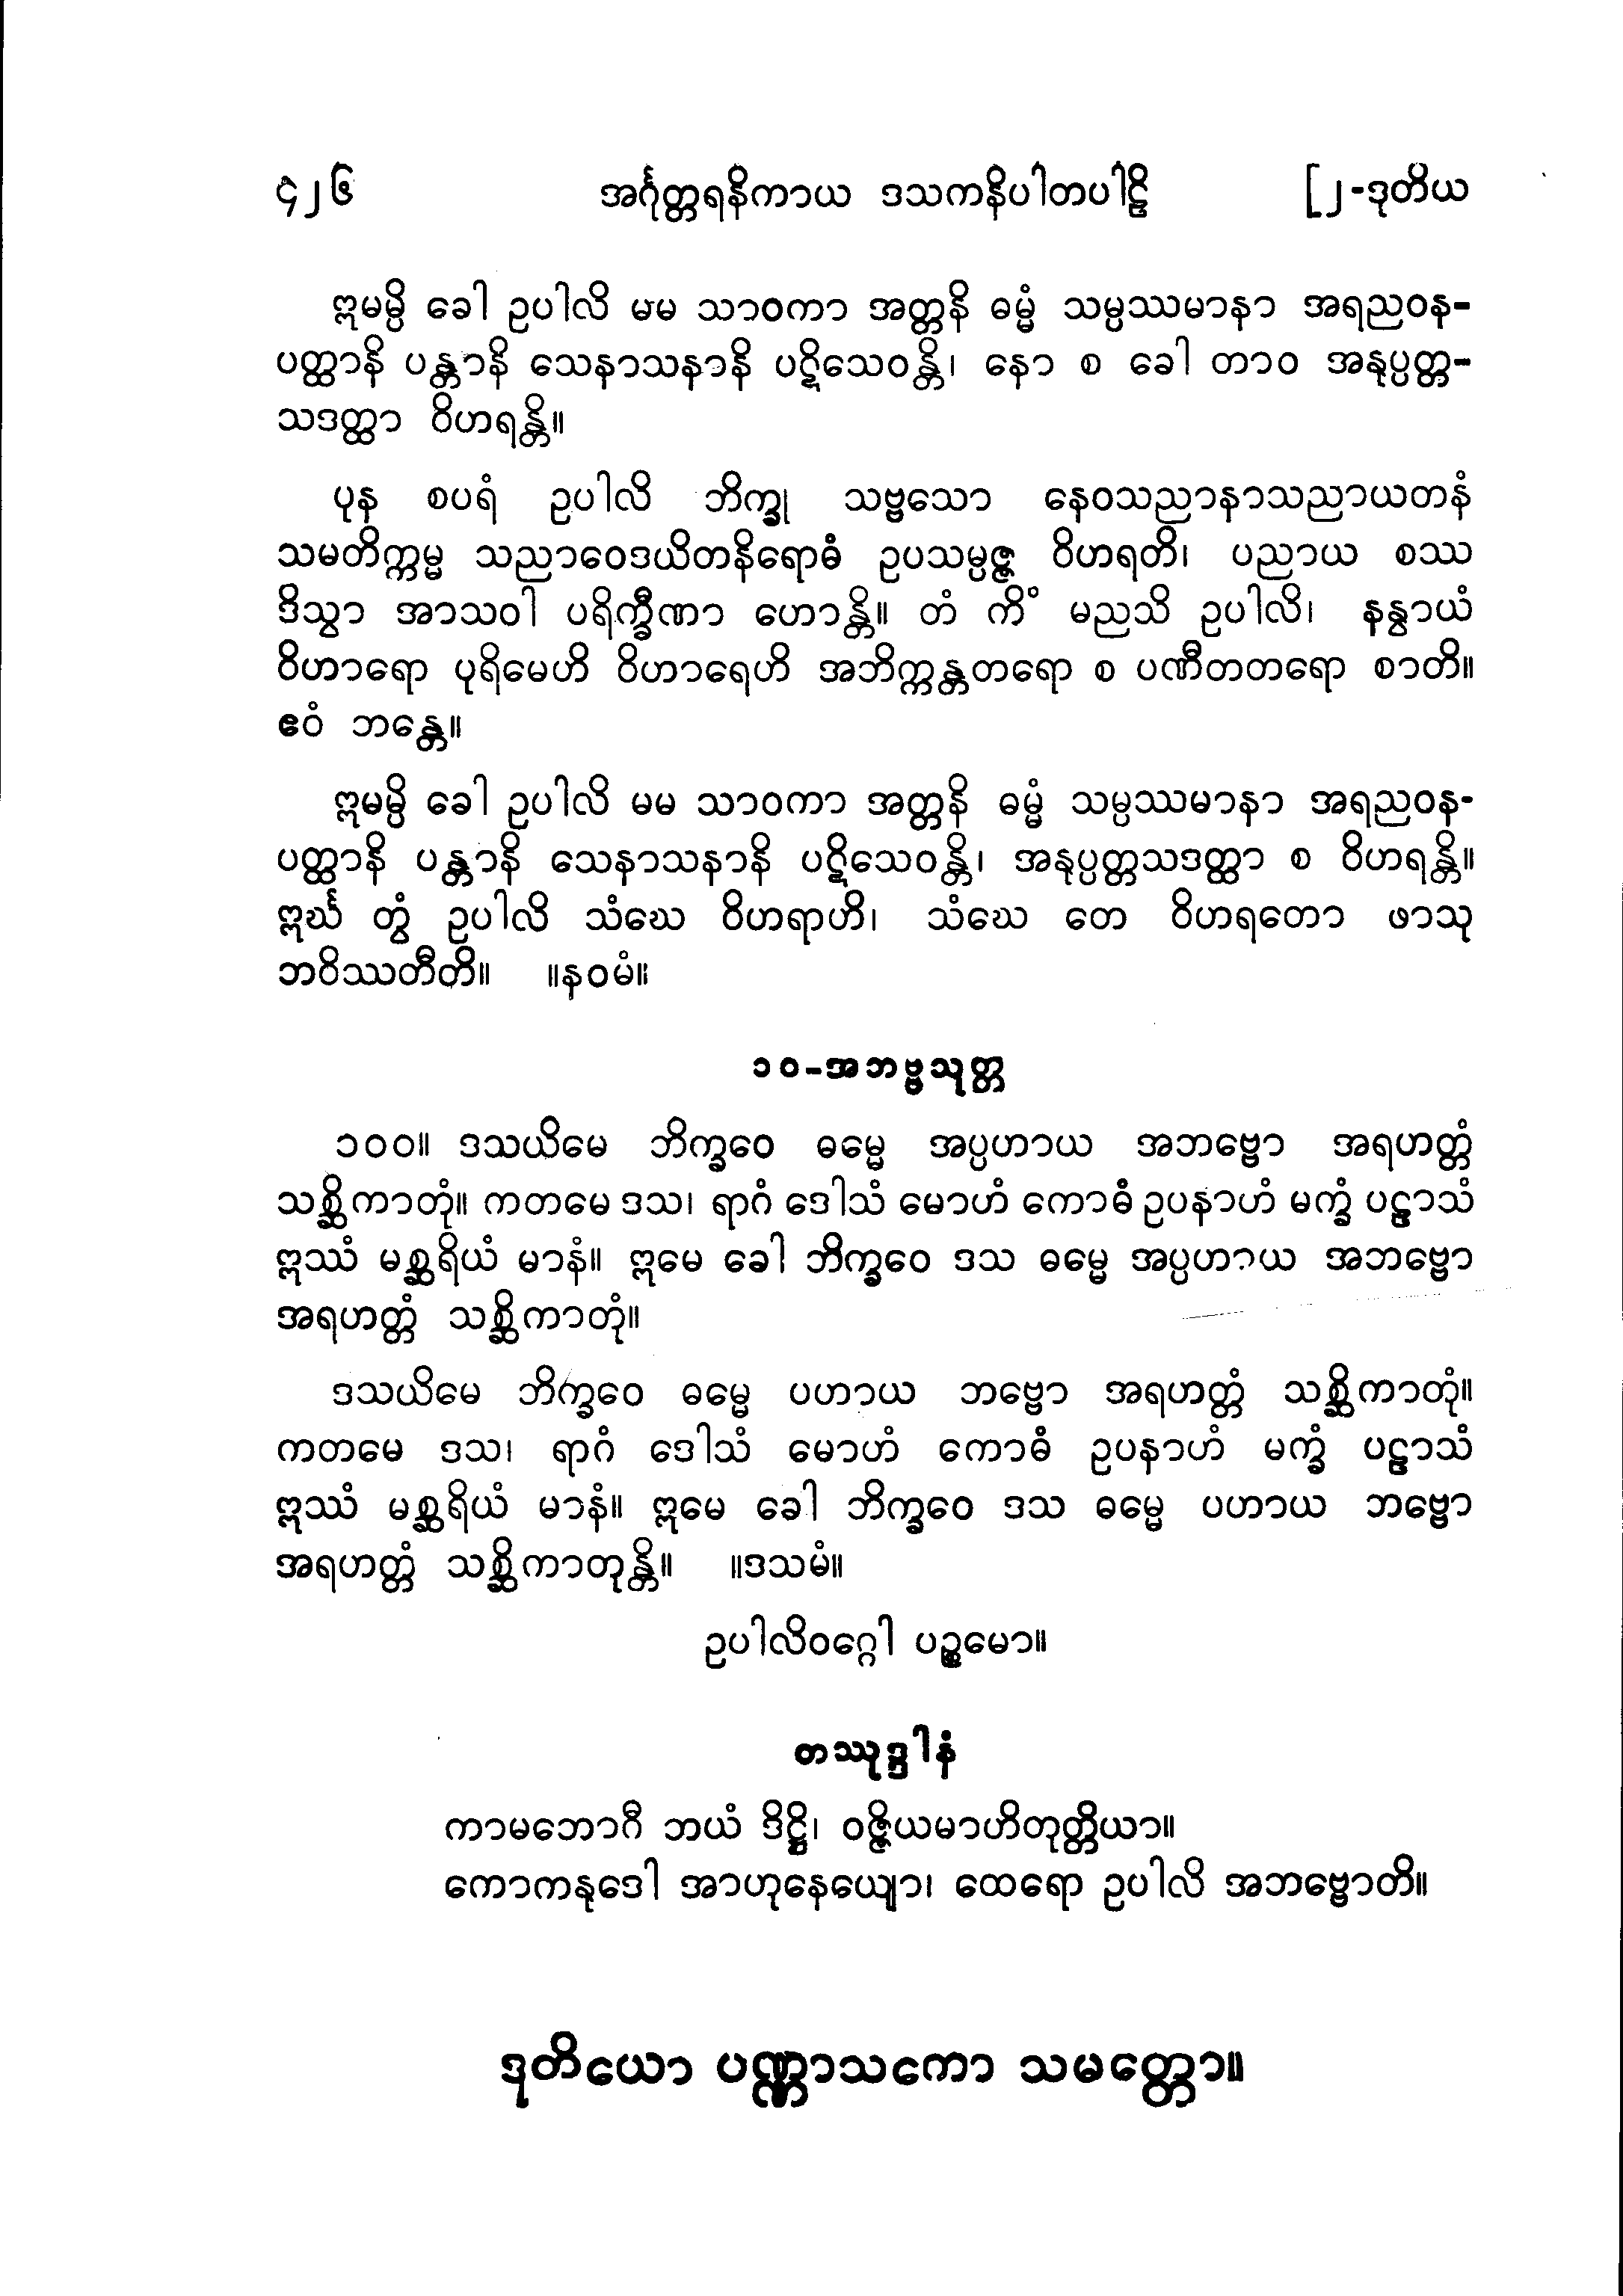 ၄၂၆ အင်္ဂုတ္တရနိကာယ ဒသကနိပါတပါဠိ [၂-ဒုတိယ
ဣမမ္ပိ ခေါ ဥပါလိ မမ သာဝကာ အတ္တနိ ဓမ္မံ သမ္ပဿမာနာ အရညဝန-
ပတ္ထာနိ ပန္တာနိ သေနာသနာနိ ပဋိသေဝန္တိ၊ နော စ ခေါ တာဝ အနုပ္ပတ္တ-
သဒတ္ထာ ဝိဟရန္တိ။
ပုန စပရံ ဥပါလိ ဘိက္ခု သဗ္ဗသော နေဝသညာနာသညာယတနံ
သမတိက္ကမ္မ သညာဝေဒယိတနိရောဓံ ဥပသမ္ပဇ္ဇ ဝိဟရတိ၊ ပညာယ စဿ
ဒိသွာ အာသဝါ ပရိက္ခီဏာ ဟောန္တိ။ တံ ကိံ မညသိ ဥပါလိ၊ နနွာယံ
ဝိဟာရော ပုရိမေဟိ ဝိဟာရေဟိ အဘိက္ကန္တတရော စ ပဏီတတရော စာတိ။
ဧဝံ ဘန္တေ။
ဣမမ္ပိ ခေါ ဥပါလိ မမ သာဝကာ အတ္တနိ ဓမ္မံ သမ္ပဿမာနာ အရညဝန-
ပတ္ထာနိ ပန္တာနိ သေနာသနာနိ ပဋိသေဝန္တိ၊ အနုပ္ပတ္တသဒတ္ထာ စ ဝိဟရန္တိ။
ဣင်္ဃ တွံ ဥပါလိ သံဃေ ဝိဟရာဟိ၊ သံဃေ တေ ဝိဟရတော ဖာသု
ဘဝိဿတီတိ။ ။နဝမံ။
၁၀-အဘဗ္ဗသုတ္တ
၁၀၀။ ဒသယိမေ ဘိက္ခဝေ ဓမ္မေ အပ္ပဟာယ အဘဗ္ဗော အရဟတ္တံ
သစ္ဆိကာတုံ။ ကတမေ ဒသ၊ ရာဂံ ဒေါသံ မောဟံ ကောဓံ ဥပနာဟံ မက္ခံ ပဠာသံ
ဣဿံ မစ္ဆရိယံ မာနံ။ ဣမေ ခေါ ဘိက္ခဝေ ဒသ ဓမ္မေ အပ္ပဟာယ အဘဗ္ဗော
အရဟတ္တံ သစ္ဆိကာတုံ။
ဒသယိမေ ဘိက္ခဝေ ဓမ္မေ ပဟာယ ဘဗ္ဗော အရဟတ္တံ သစ္ဆိကာတုံ။
ကတမေ ဒသ၊ ရာဂံ ဒေါသံ မောဟံ ကောဓံ ဥပနာဟံ မက္ခံ ပဠာသံ
ဣဿံ မစ္ဆရိယံ မာနံ။ ဣမေ ခေါ ဘိက္ခဝေ ဒသ ဓမ္မေ ပဟာယ ဘဗ္ဗော
အရဟတ္တံ သစ္ဆိကာတုန္တိ။ ။ဒသမံ။
ဥပါလိဝဂ္ဂေါ ပဉ္စမော။
တဿုဒ္ဒါနံ
ကာမဘောဂီ ဘယံ ဒိဋ္ဌိ၊ ဝဇ္ဇိယမာဟိတုတ္တိယာ။
ကောကနုဒေါ အာဟုနေယျော၊ ထေရော ဥပါလိ အဘဗ္ဗောတိ။
ဒုတိယော ပဏ္ဏာသကော သမတ္တော။